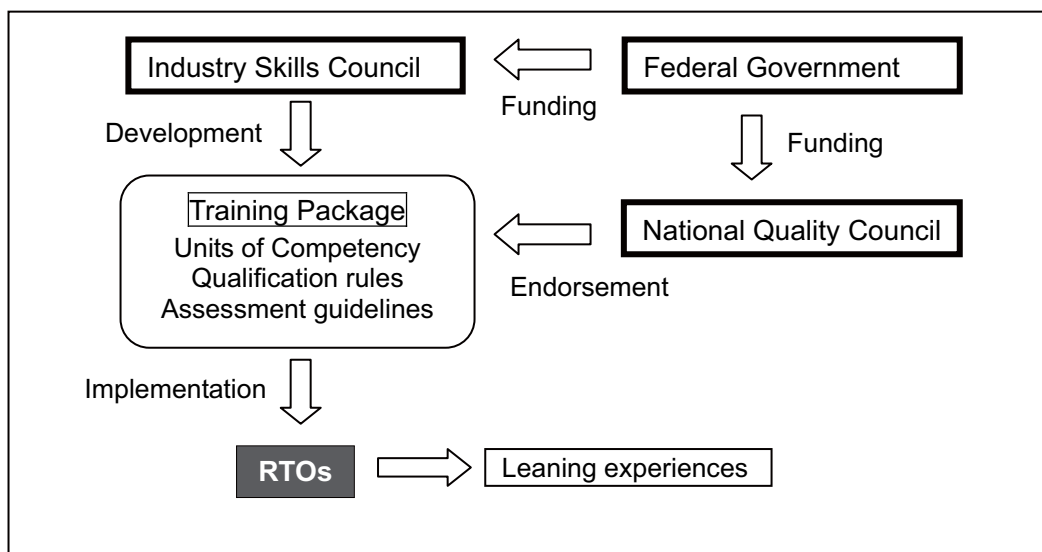 Industry Skills Council
Federal Government
Funding
Development
Funding
Training Package
Units of Competency
Qualification rules
Assessment guidelines
National Quality Council
Endorsement
Implementation
RTOs
Leaning experiences